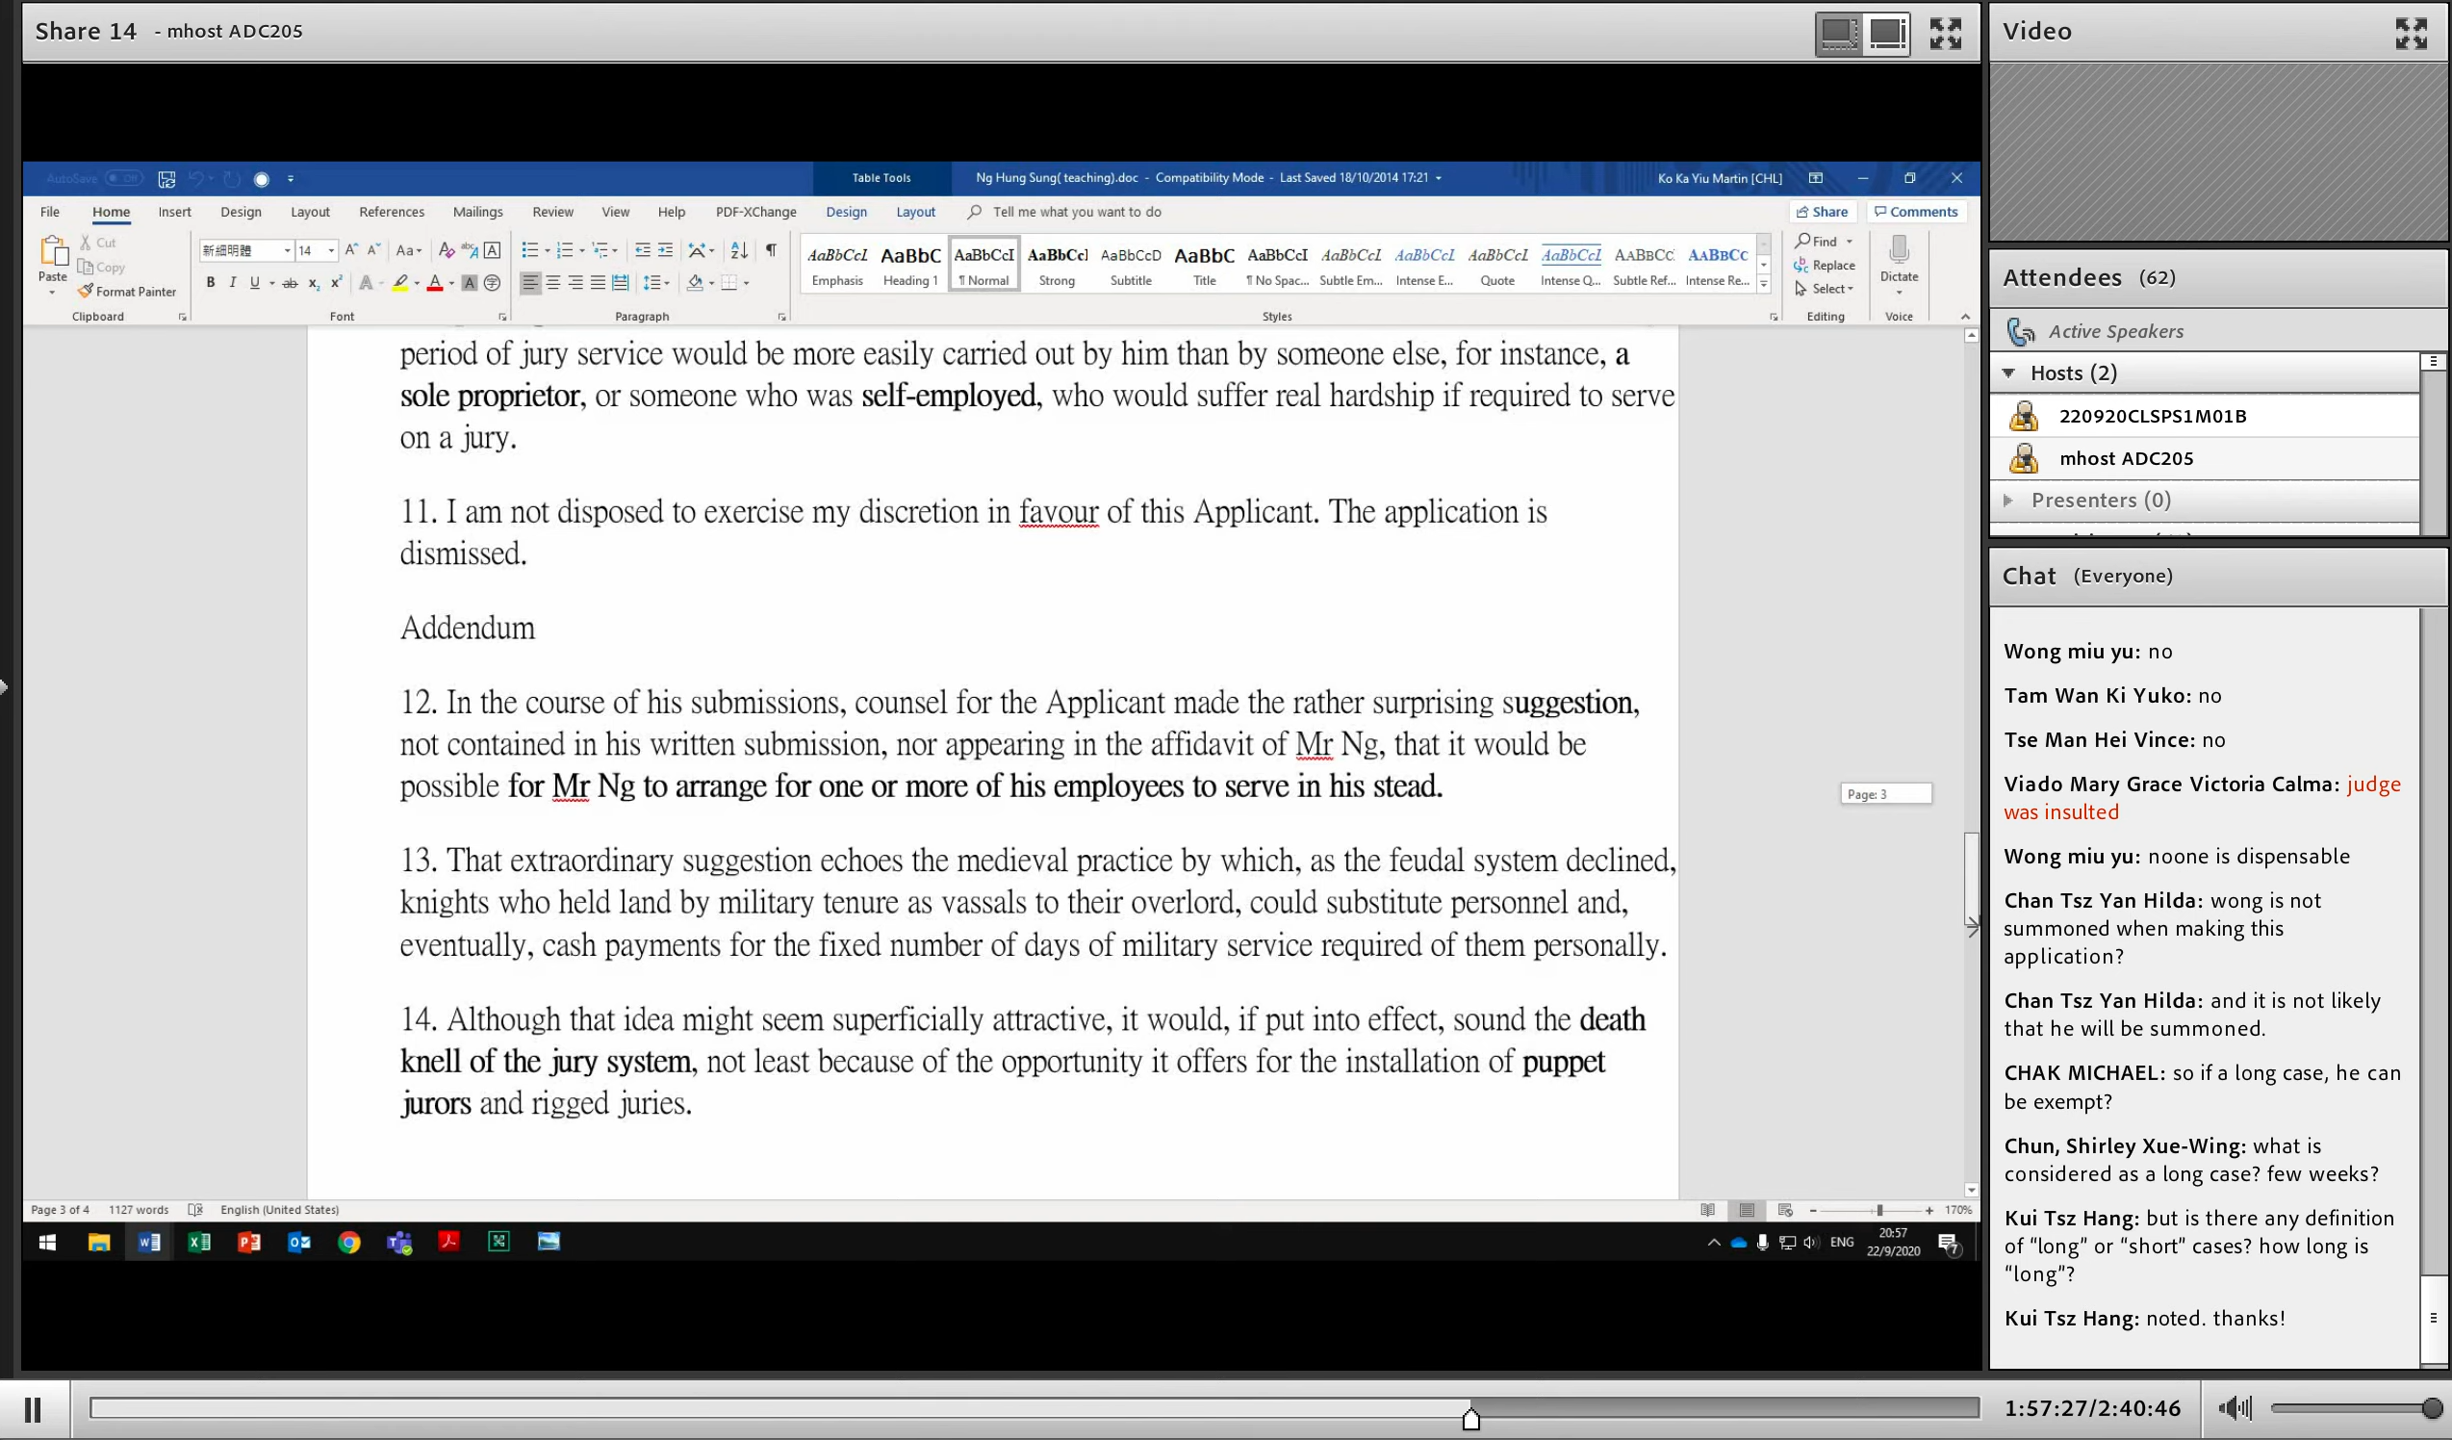 Share 14 - mhost ADC205
Video
AutoSave Off
Table Tools
Ng Hung Sung( teaching).doc - Compatibility Mode - Last Saved 18/10/2014 17:21
Ko Ka Yiu Martin [CHL]
File Home Insert Design Layout References Mailings Review View Help PDF-XChange Design Layout Tell me what you want to do
Share Comments
Paste
Cut
Copy
Format Painter
新細明體 14
AaBbCcI AaBbC AaBbCcI AaBbCcI AaBbCcD AaBbC AaBbCcI AaBbCcI AaBbCcI AaBbCcI AaBbCcI AABBCC AABBCC
Emphasis Heading 1 ¶ Normal Strong Subtitle Title ¶ No Spac... Subtle Em... Intense E... Quote Intense Q... Subtle Ref... Intense Re...
Find
Replace
Select
Dictate
Clipboard Font Paragraph Styles Editing Voice
period of jury service would be more easily carried out by him than by someone else, for instance, a
sole proprietor, or someone who was self-employed, who would suffer real hardship if required to serve
on a jury.
11. I am not disposed to exercise my discretion in favour of this Applicant. The application is
dismissed.
Addendum
12. In the course of his submissions, counsel for the Applicant made the rather surprising suggestion,
not contained in his written submission, nor appearing in the affidavit of Mr Ng, that it would be
possible for Mr Ng to arrange for one or more of his employees to serve in his stead.
Page: 3
13. That extraordinary suggestion echoes the medieval practice by which, as the feudal system declined,
knights who held land by military tenure as vassals to their overlord, could substitute personnel and,
eventually, cash payments for the fixed number of days of military service required of them personally.
14. Although that idea might seem superficially attractive, it would, if put into effect, sound the death
knell of the jury system, not least because of the opportunity it offers for the installation of puppet
jurors and rigged juries.
Page 3 of 4 1127 words English (United States)
170%
ENG
20:57
22/9/2020
7
Attendees (62)
Active Speakers
Hosts (2)
220920CLSPS1M01B
mhost ADC205
Presenters (0)
Chat (Everyone)
Wong miu yu: no
Tam Wan Ki Yuko: no
Tse Man Hei Vince: no
Viado Mary Grace Victoria Calma: judge
was insulted
Wong miu yu: noone is dispensable
Chan Tsz Yan Hilda: wong is not
summoned when making this
application?
Chan Tsz Yan Hilda: and it is not likely
that he will be summoned.
CHAK MICHAEL: so if a long case, he can
be exempt?
Chun, Shirley Xue-Wing: what is
considered as a long case? few weeks?
Kui Tsz Hang: but is there any definition
of “long” or “short” cases? how long is
“long”?
Kui Tsz Hang: noted. thanks!
1:57:27/2:40:46